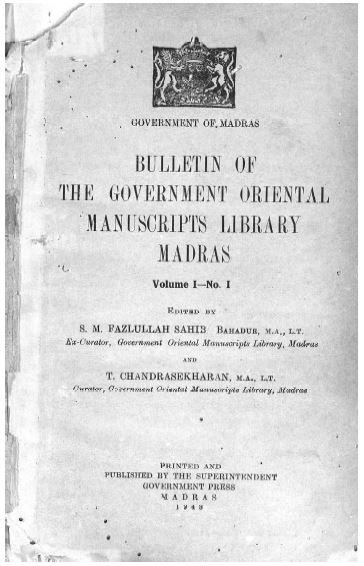 GOVERNMENT OF MADRAS
BULLETIN OF
THE GOVERNMENT ORIENTAL
MANUSCRIPTS LIBRARY
MADRAS
Volume I—No. 1
EDITED BY
S. M. FAZLULLAH SAHIB BAHADUR, M.A., L.T.
Ex-Curator, Government Oriental Manuscripts Library, Madras
AND
T. CHANDRASEKHARAN, M.A., L.T.
Curator, Government Oriental Manuscripts Library, Madras
PRINTED AND
PUBLISHED BY THE SUPERINTENDENT
GOVERNMENT PRESS
MADRAS